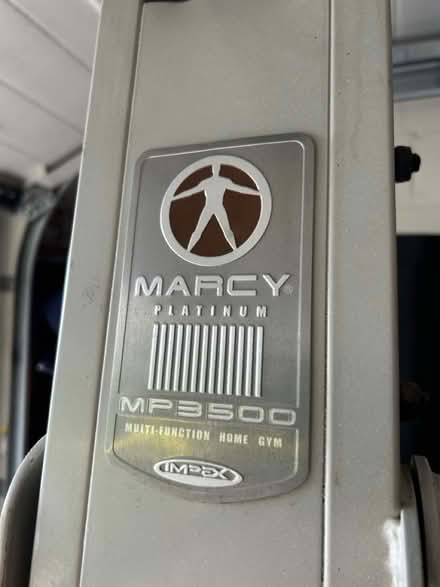 MARCY®
PLATINUM
MP3500
MULTI-FUNCTION HOME GYM
IMPEX